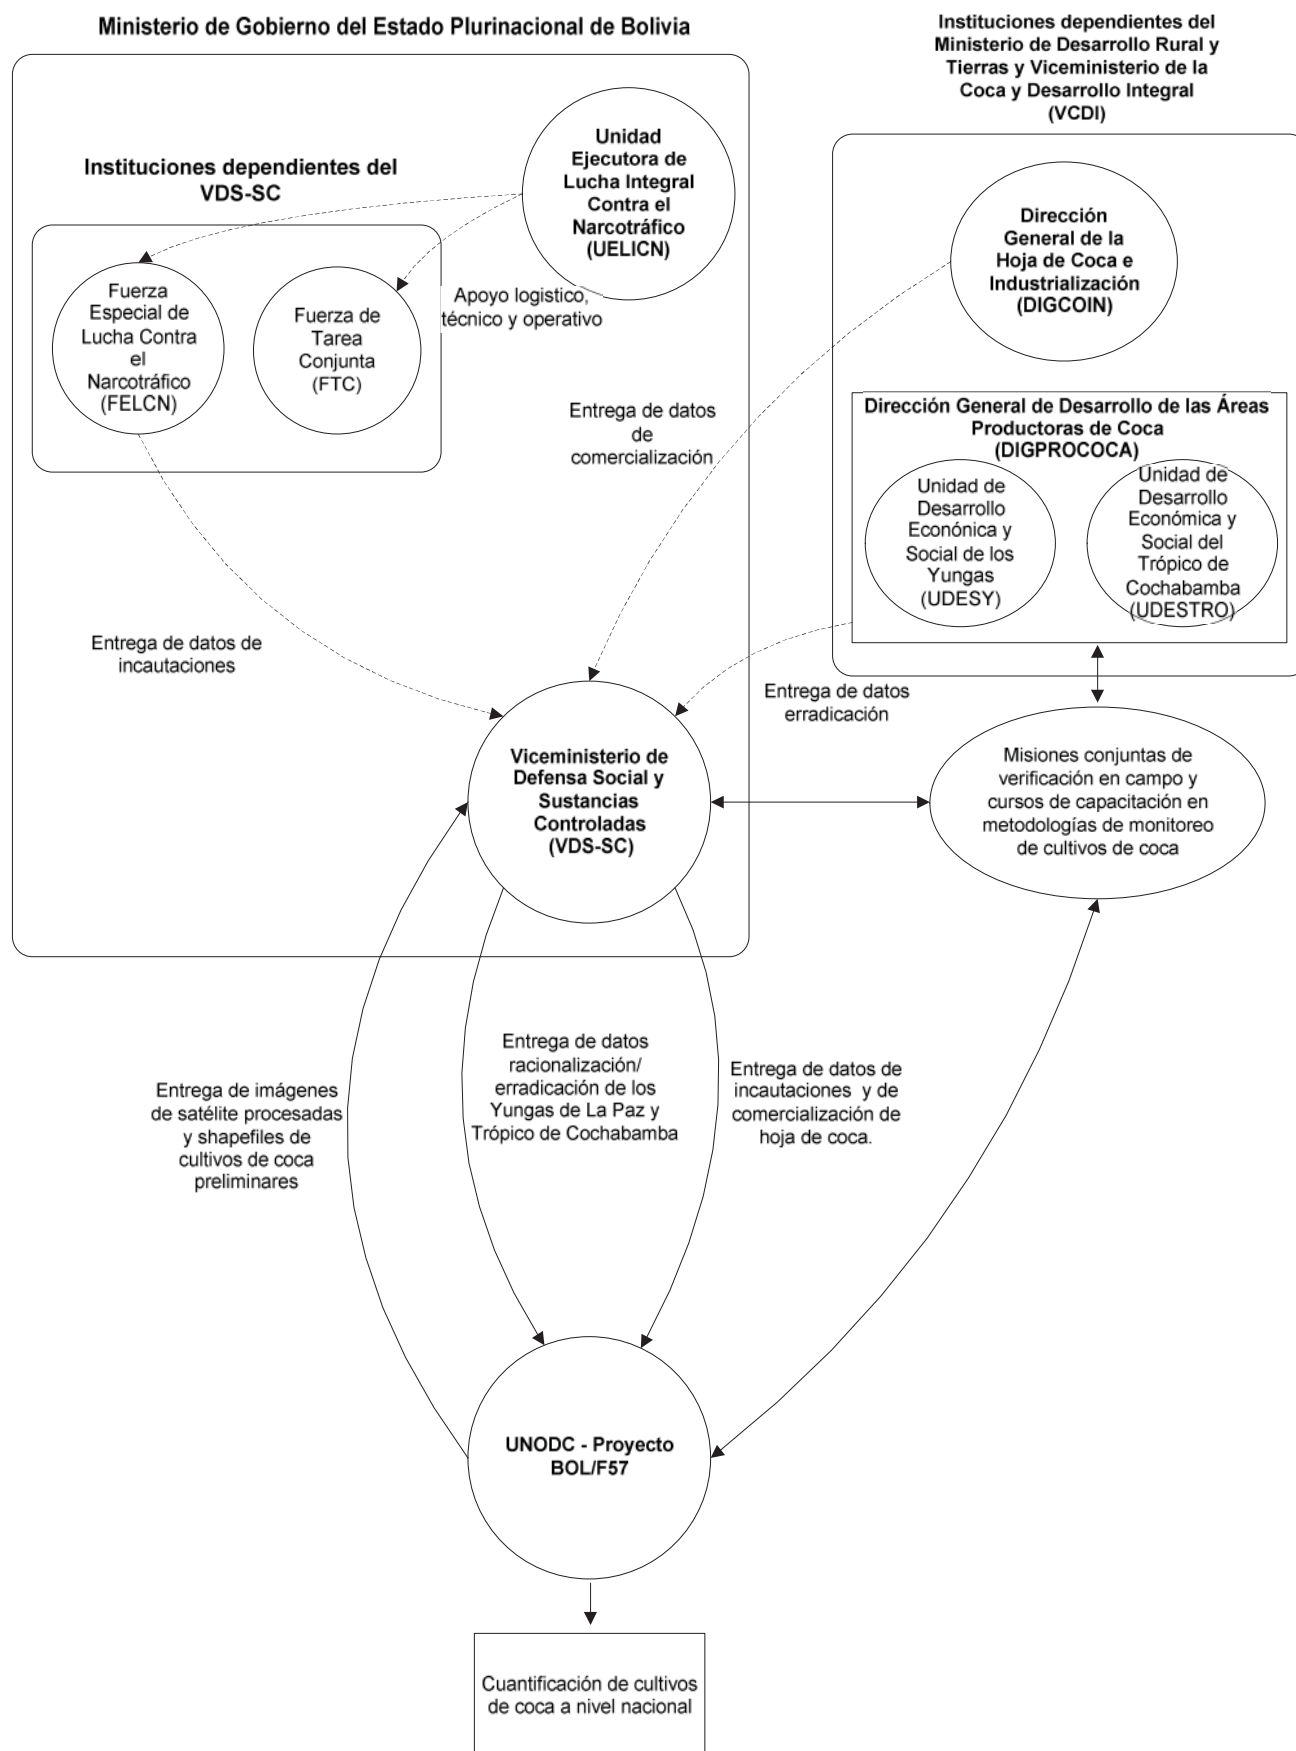 Ministerio de Gobierno del Estado Plurinacional de Bolivia
Instituciones dependientes del
Ministerio de Desarrollo Rural y
Tierras y Viceministerio de la
Coca y Desarrollo Integral
(VCDI)
Unidad
Ejecutora de
Lucha Integral
Contra el
Narcotráfico
(UELICN)
Instituciones dependientes del
VDS-SC
Fuerza
Especial de
Lucha Contra
el
Narcotráfico
(FELCN)
Fuerza de
Tarea
Conjunta
(FTC)
Apoyo logistico,
técnico y operativo
Dirección
General de la
Hoja de Coca e
Industrialización
(DIGCOIN)
Entrega de datos
de
comercialización
Dirección General de Desarrollo de las Áreas
Productoras de Coca
(DIGPROCOCA)
Unidad de
Desarrollo
Econónica y
Social de los
Yungas
(UDESY)
Unidad de
Desarrollo
Económica y
Social del
Trópico de
Cochabamba
(UDESTRO)
Entrega de datos de
incautaciones
Entrega de datos
erradicación
Viceministerio de
Defensa Social y
Sustancias
Controladas
(VDS-SC)
Misiones conjuntas de
verificación en campo y
cursos de capacitación en
metodologías de monitoreo
de cultivos de coca
Entrega de imágenes
de satélite procesadas
y shapefiles de
cultivos de coca
preliminares
Entrega de datos
racionalización/
erradicación de los
Yungas de La Paz y
Trópico de Cochabamba
Entrega de datos de
incautaciones y de
comercialización de
hoja de coca.
UNODC - Proyecto
BOL/F57
Cuantificación de cultivos
de coca a nivel nacional